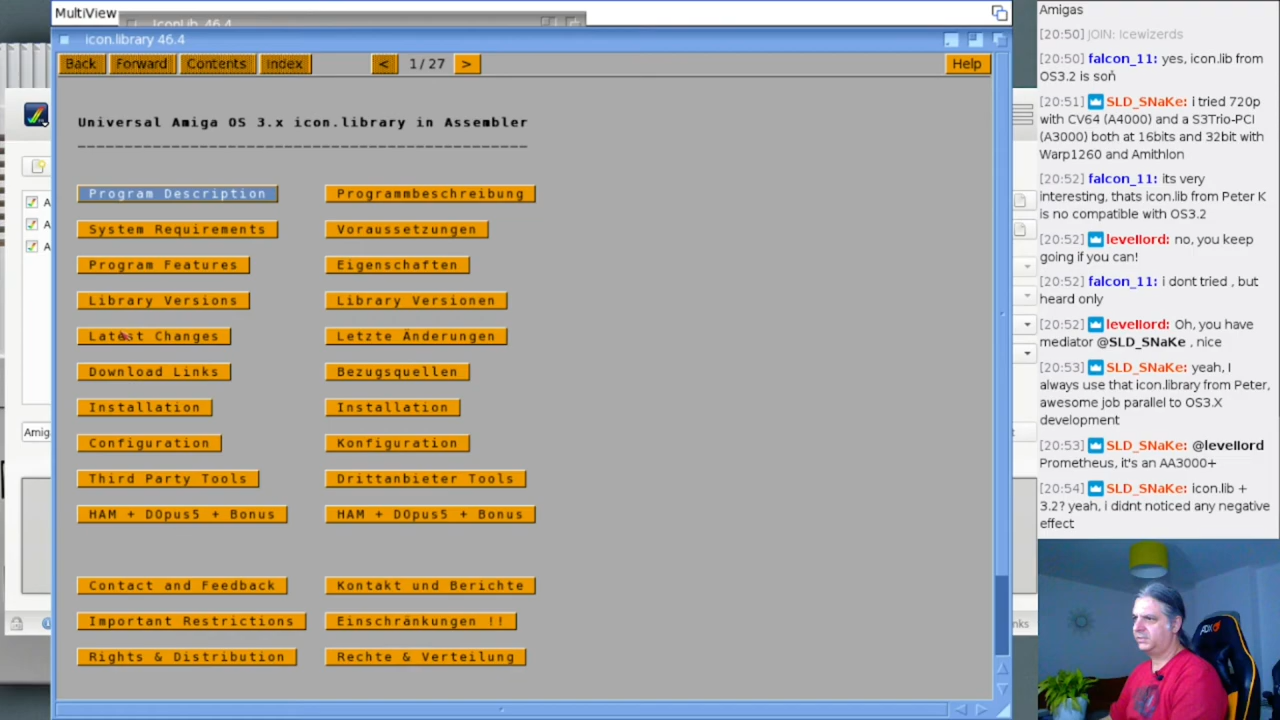 MultiView
IconLib_46.4
icon.library 46.4
Back Forward Contents Index < 1/27 > Help
Universal Amiga OS 3.x icon.library in Assembler
Program Description Programmbeschreibung
System Requirements Voraussetzungen
Program Features Eigenschaften
Library Versions Library Versionen
Latest Changes Letzte Änderungen
Download Links Bezugsquellen
Installation Installation
Configuration Konfiguration
Third Party Tools Drittanbieter Tools
HAM + DOpus5 + Bonus HAM + DOpus5 + Bonus
Contact and Feedback Kontakt und Berichte
Important Restrictions Einschränkungen !!
Rights & Distribution Rechte & Verteilung
A
A
A
Amig
Amigas
[20:50] JOIN: Icewizerds
[20:50] falcon_11: yes, icon.lib from
OS3.2 is soń
[20:51] SLD_SNaKe: i tried 720p
with CV64 (A4000) and a
S3Trio-PCI
(A3000) both at 16bits and 32bit with
Warp1260 and Amithlon
[20:52] falcon_11: its very
interesting, thats icon.lib from Peter K
is no compatible with OS3.2
[20:52] levellord: no, you keep
going if you can!
[20:52] falcon_11: i dont tried , but
heard only
[20:52] levellord: Oh, you have
mediator @SLD_SNaKe , nice
[20:53] SLD_SNaKe: yeah, I
always use that icon.library from Peter,
awesome job parallel to OS3.X
development
[20:53] SLD_SNaKe: @levellord
Prometheus, it's an AA3000+
[20:54] SLD_SNaKe: icon.lib +
3.2? yeah, i didnt noticed any negative
effect
nks